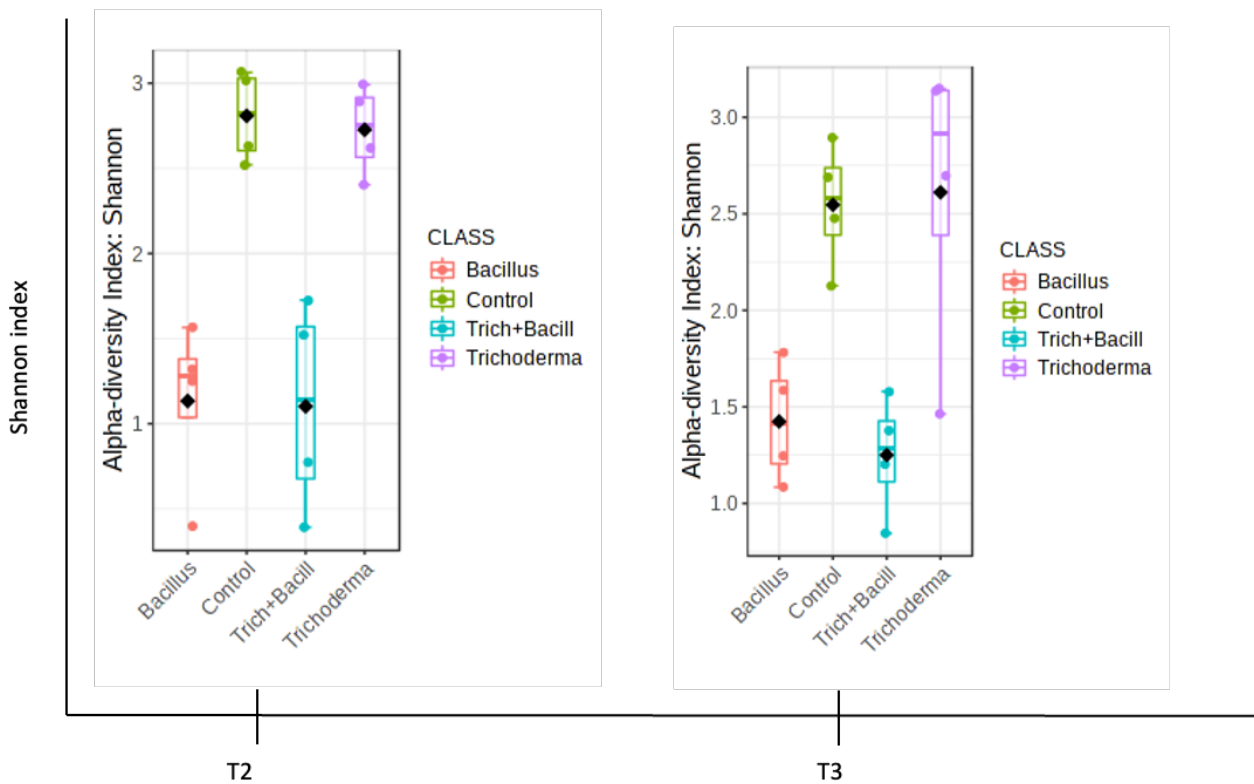 Shannon index
Alpha-diversity Index: Shannon
3
2
1
Bacillus
Control
Trich+Bacill
Trichoderma
CLASS
Bacillus
Control
Trich+Bacill
Trichoderma
T2
Alpha-diversity Index: Shannon
3.0
2.5
2.0
1.5
1.0
Bacillus
Control
Trich+Bacill
Trichoderma
CLASS
Bacillus
Control
Trich+Bacill
Trichoderma
T3